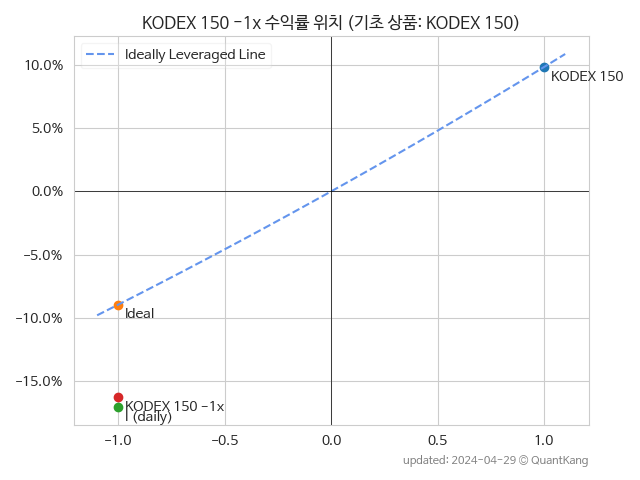 KODEX 150 −1x 수익률 위치 (기초 상품: KODEX 150)
Ideally Leveraged Line
10.0%
KODEX 150
5.0%
0.0%
−5.0%
Ideal
−10.0%
−15.0%
KODEX 150 −1x
I (daily)
−1.0 −0.5 0.0 0.5 1.0
updated: 2024-04-29 © QuantKang